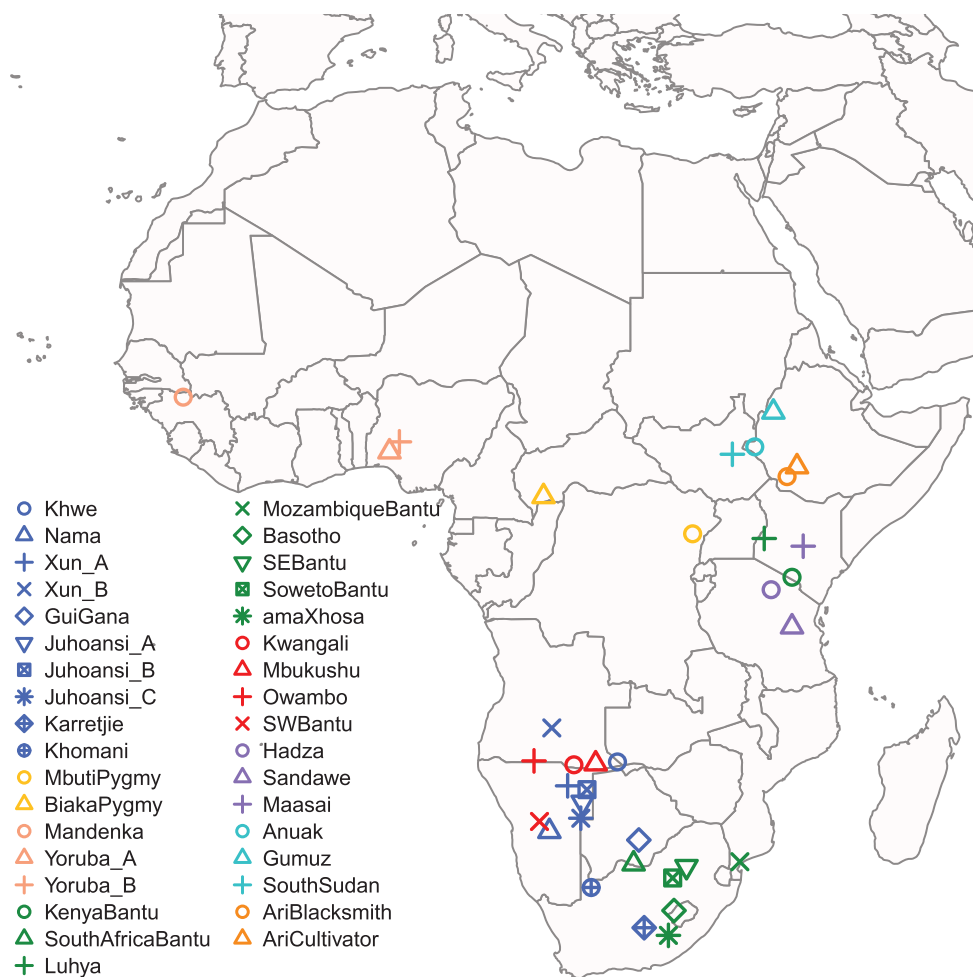 Khwe
Nama
Xun_A
Xun_B
GuiGana
Juhoansi_A
Juhoansi_B
Juhoansi_C
Karretjie
Khomani
MbutiPygmy
BiakaPygmy
Mandenka
Yoruba_A
Yoruba_B
KenyaBantu
SouthAfricaBantu
Luhya
MozambiqueBantu
Basotho
SEBantu
SowetoBantu
amaXhosa
Kwangali
Mbukushu
Owambo
SWBantu
Hadza
Sandawe
Maasai
Anuak
Gumuz
SouthSudan
AriBlacksmith
AriCultivator